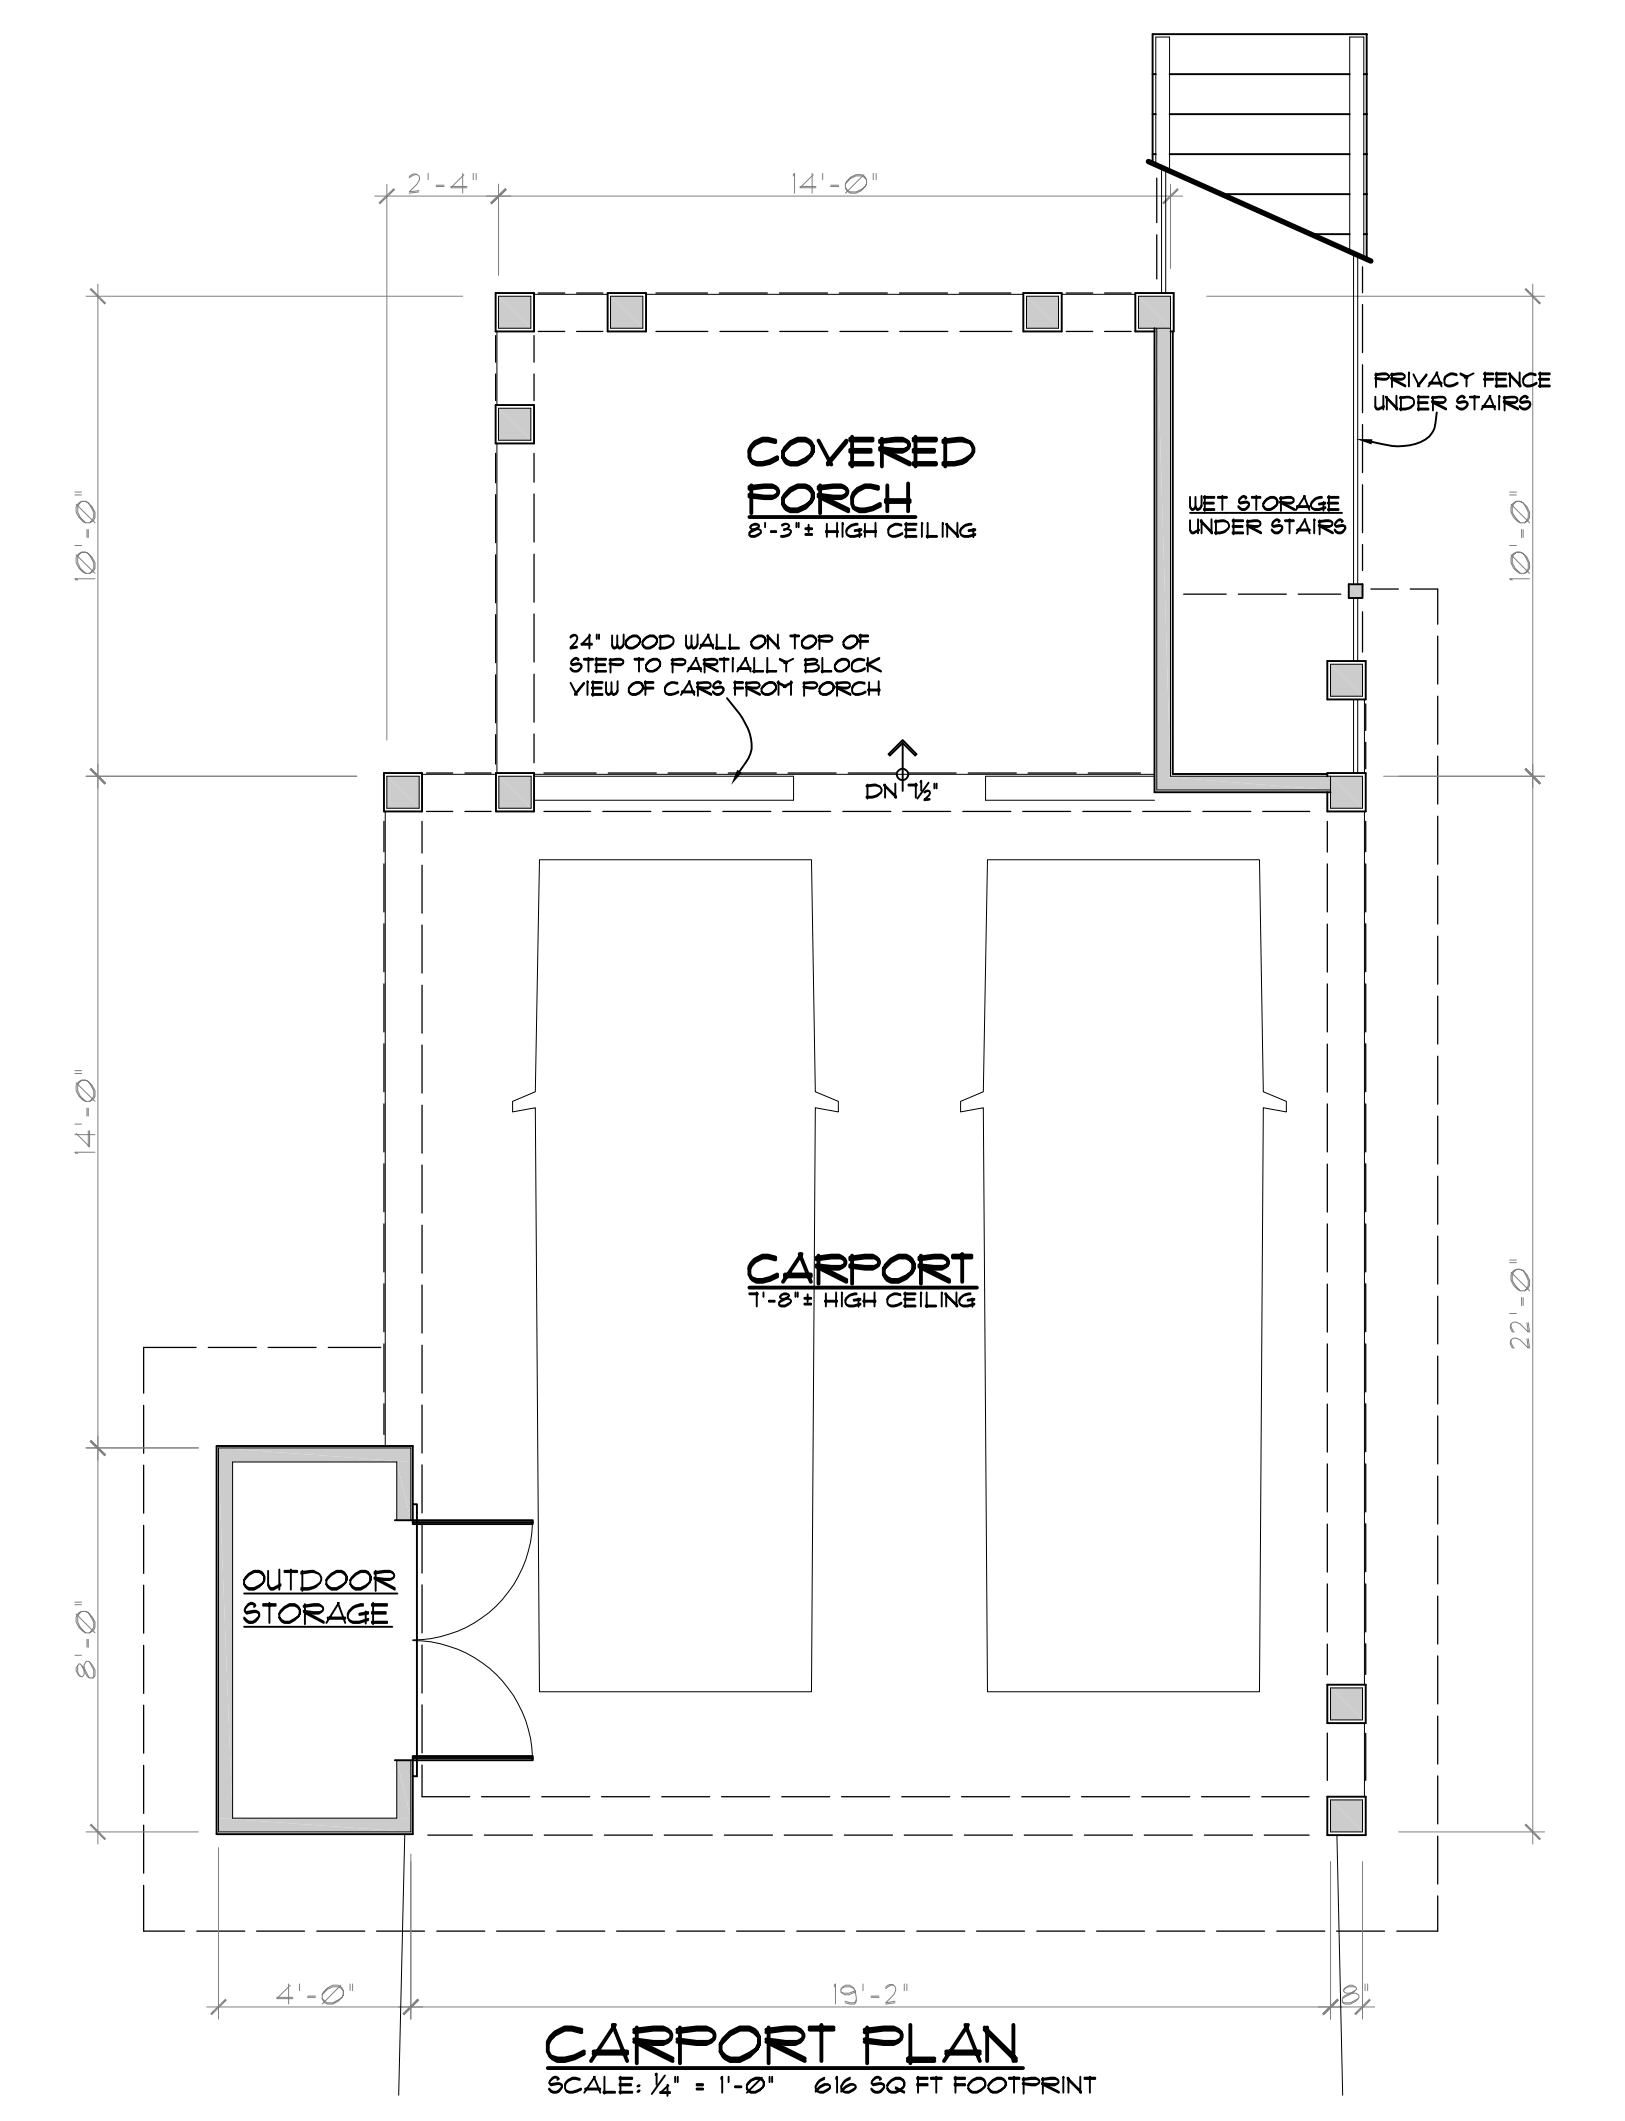 2'-4"
14'-0"
PRIVACY FENCE
UNDER STAIRS
COVERED
PORCH
8'-3"± HIGH CEILING
WET STORAGE
UNDER STAIRS
10'-0"
10'-0"
24" WOOD WALL ON TOP OF
STEP TO PARTIALLY BLOCK
VIEW OF CARS FROM PORCH
DN 7½"
14'-0"
CARPORT
7'-8"± HIGH CEILING
22'-0"
OUTDOOR
STORAGE
8'-0"
4'-0"
19'-2"
8"
CARPORT PLAN
SCALE: ¼" = 1'-0" 616 SQ FT FOOTPRINT